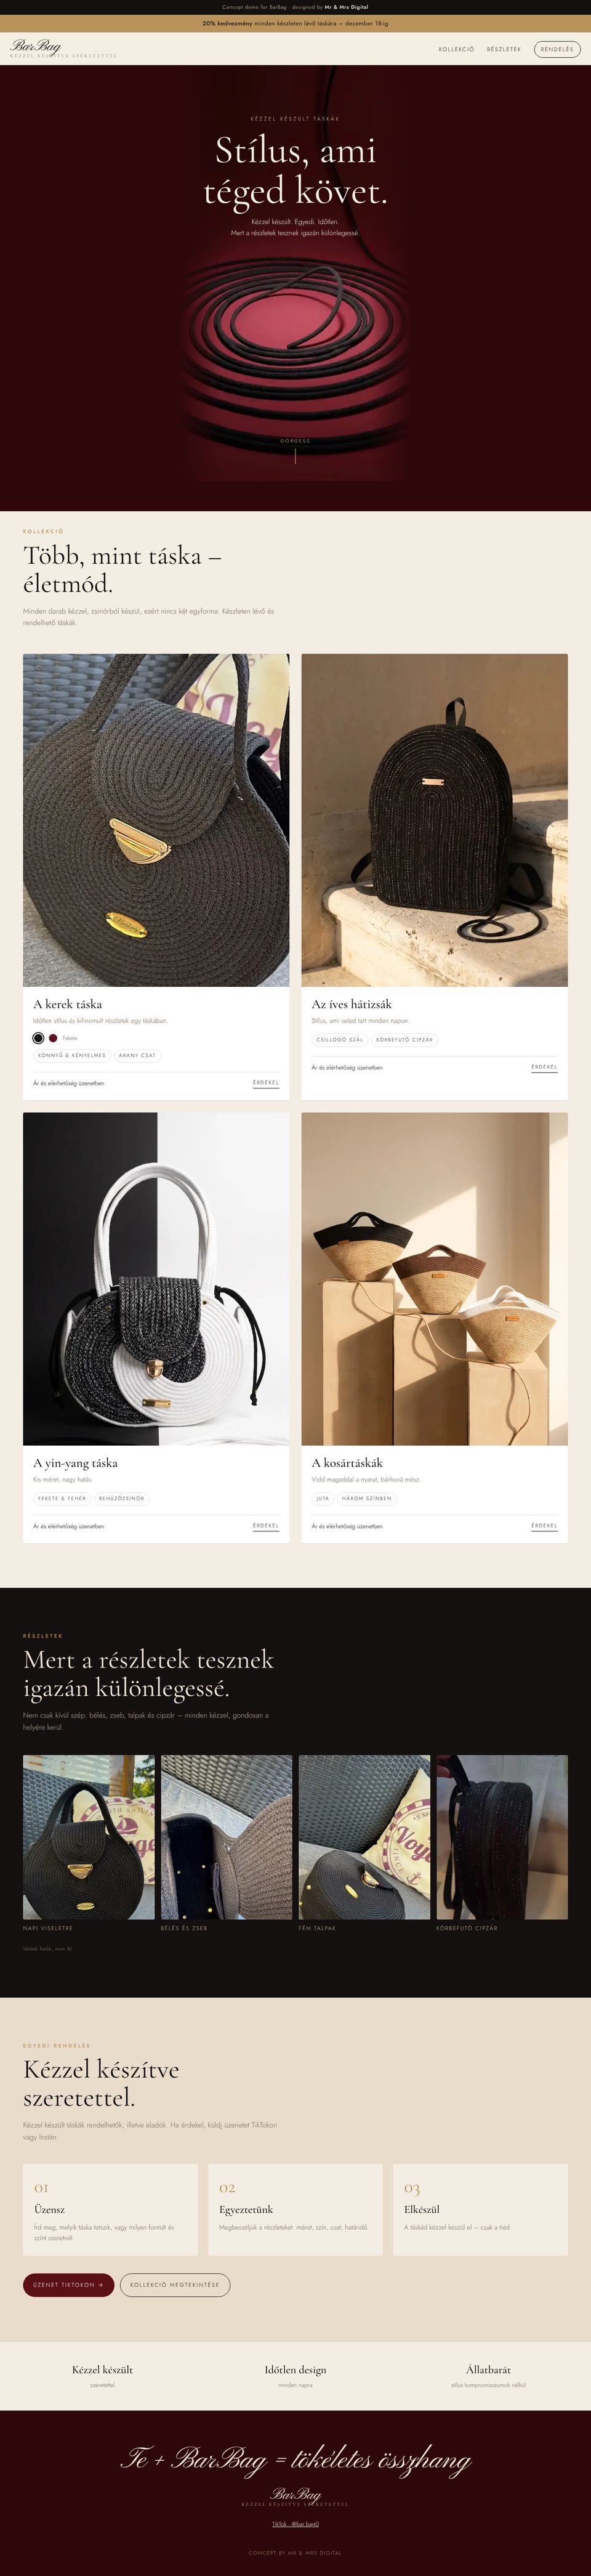 Concept demo for BarBag · designed by Mr & Mrs Digital
20% kedvezmény minden készleten lévő táskára – december 18-ig
BarBag
KÉZZEL KÉSZÍTVE SZERETETTEL
KOLLEKCIÓ RÉSZLETEK RENDELÉS
KÉZZEL KÉSZÜLT TÁSKÁK
Stílus, ami
téged követ.
Kézzel készült. Egyedi. Időtlen.
Mert a részletek tesznek igazán különlegessé.
GÖRGESS
KOLLEKCIÓ
Több, mint táska –
életmód.
Minden darab kézzel, zsinórból készül, ezért nincs két egyforma. Készleten lévő és
rendelhető táskák.
A kerek táska
Időtlen stílus és kifinomult részletek egy táskában.
Fekete
KÖNNYŰ & KÉNYELMES ARANY CSAT
Ár és elérhetőség üzenetben ÉRDEKEL
Az íves hátizsák
Stílus, ami veled tart minden napon.
CSILLOGÓ SZÁL KÖRBEFUTÓ CIPZÁR
Ár és elérhetőség üzenetben ÉRDEKEL
A yin-yang táska
Kis méret, nagy hatás.
FEKETE & FEHÉR BEHÚZÓZSINÓR
Ár és elérhetőség üzenetben ÉRDEKEL
A kosártáskák
Vidd magaddal a nyarat, bárhová mész.
JUTA HÁROM SZÍNBEN
Ár és elérhetőség üzenetben ÉRDEKEL
RÉSZLETEK
Mert a részletek tesznek
igazán különlegessé.
Nem csak kívül szép: bélés, zseb, talpak és cipzár – minden kézzel, gondosan a
helyére kerül.
NAPI VISELETRE
BÉLÉS ÉS ZSEB
FÉM TALPAK
KÖRBEFUTÓ CIPZÁR
Valódi fotók, nem AI
EGYEDI RENDELÉS
Kézzel készítve
szeretettel.
Kézzel készült táskák rendelhetők, illetve eladók. Ha érdekel, küldj üzenetet TikTokon
vagy Instán.
01
Üzensz
Írd meg, melyik táska tetszik, vagy milyen formát és
színt szeretnél.
02
Egyeztetünk
Megbeszéljük a részleteket: méret, szín, csat, határidő.
03
Elkészül
A táskád kézzel készül el – csak a tiéd.
ÜZENET TIKTOKON →
KOLLEKCIÓ MEGTEKINTÉSE
Kézzel készült
szeretettel
Időtlen design
minden napra
Állatbarát
stílus kompromisszumok nélkül
Te + BarBag = tökéletes összhang
BarBag
KÉZZEL KÉSZÍTVE SZERETETTEL
TikTok · @bar.bag0
CONCEPT BY MR & MRS DIGITAL